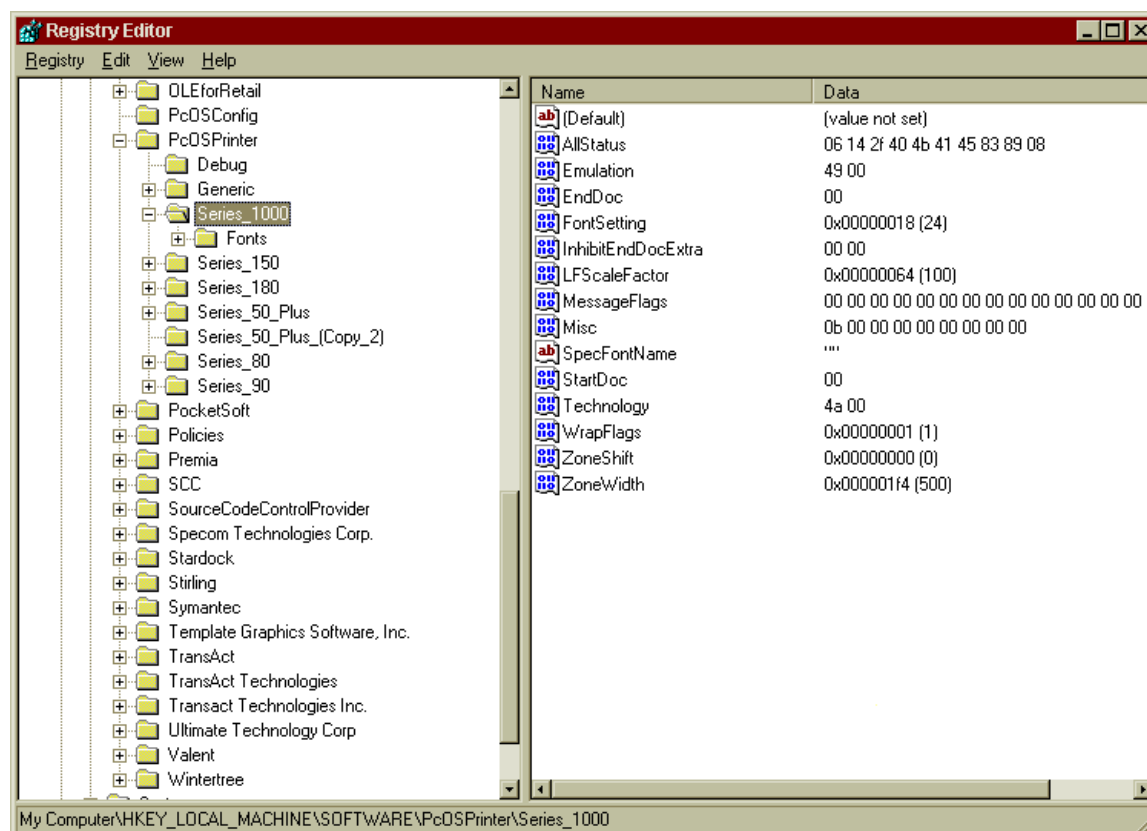 Registry Editor
Registry Edit View Help
OLEforRetail
PcOSConfig
PcOSPrinter
Debug
Generic
Series_1000
Fonts
Series_150
Series_180
Series_50_Plus
Series_50_Plus_(Copy_2)
Series_80
Series_90
PocketSoft
Policies
Premia
SCC
SourceCodeControlProvider
Specom Technologies Corp.
Stardock
Stirling
Symantec
Template Graphics Software, Inc.
TransAct
TransAct Technologies
Transact Technologies Inc.
Ultimate Technology Corp
Valent
Wintertree
Name Data
(Default) (value not set)
AllStatus 06 14 2f 40 4b 41 45 83 89 08
Emulation 49 00
EndDoc 00
FontSetting 0x00000018 (24)
InhibitEndDocExtra 00 00
LFScaleFactor 0x00000064 (100)
MessageFlags 00 00 00 00 00 00 00 00 00 00 00 00 00 00
Misc 0b 00 00 00 00 00 00 00 00
SpecFontName ""
StartDoc 00
Technology 4a 00
WrapFlags 0x00000001 (1)
ZoneShift 0x00000000 (0)
ZoneWidth 0x000001f4 (500)
My Computer\HKEY_LOCAL_MACHINE\SOFTWARE\PcOSPrinter\Series_1000